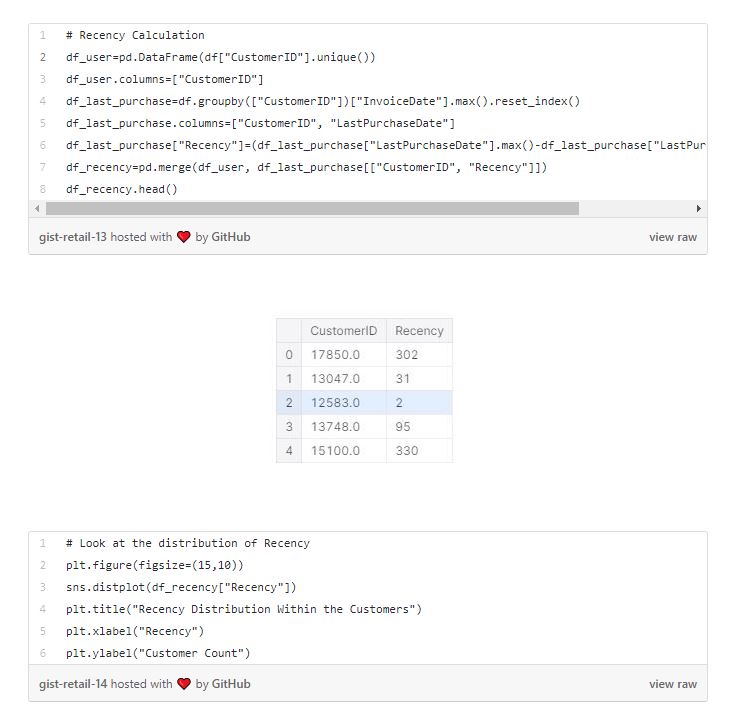 1 # Recency Calculation
2 df_user=pd.DataFrame(df["CustomerID"].unique())
3 df_user.columns=["CustomerID"]
4 df_last_purchase=df.groupby(["CustomerID"])["InvoiceDate"].max().reset_index()
5 df_last_purchase.columns=["CustomerID", "LastPurchaseDate"]
6 df_last_purchase["Recency"]=(df_last_purchase["LastPurchaseDate"].max()-df_last_purchase["LastPur
7 df_recency=pd.merge(df_user, df_last_purchase[["CustomerID", "Recency"]])
8 df_recency.head()
gist-retail-13 hosted with ❤ by GitHub view raw
CustomerID Recency
0 17850.0 302
1 13047.0 31
2 12583.0 2
3 13748.0 95
4 15100.0 330
1 # Look at the distribution of Recency
2 plt.figure(figsize=(15,10))
3 sns.distplot(df_recency["Recency"])
4 plt.title("Recency Distribution Within the Customers")
5 plt.xlabel("Recency")
6 plt.ylabel("Customer Count")
gist-retail-14 hosted with ❤ by GitHub view raw